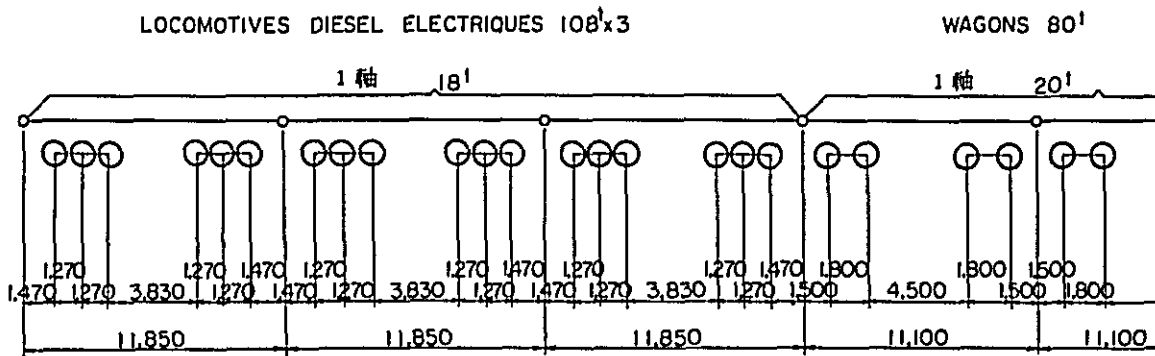 LOCOMOTIVES DIESEL ELECTRIQUES 108t×3 WAGONS 80t
1 軸 18t 1 軸 20t
1,270 1,270 1,470 1,270 1,270 1,470 1,270 1,270 1,470 1,800 1,800 1,500
1,470 1,270 3,830 1,270 1,470 1,270 3,830 1,270 1,470 1,270 3,830 1,270 1,500 4,500 1,500 1,800
11,850 11,850 11,850 11,100 11,100